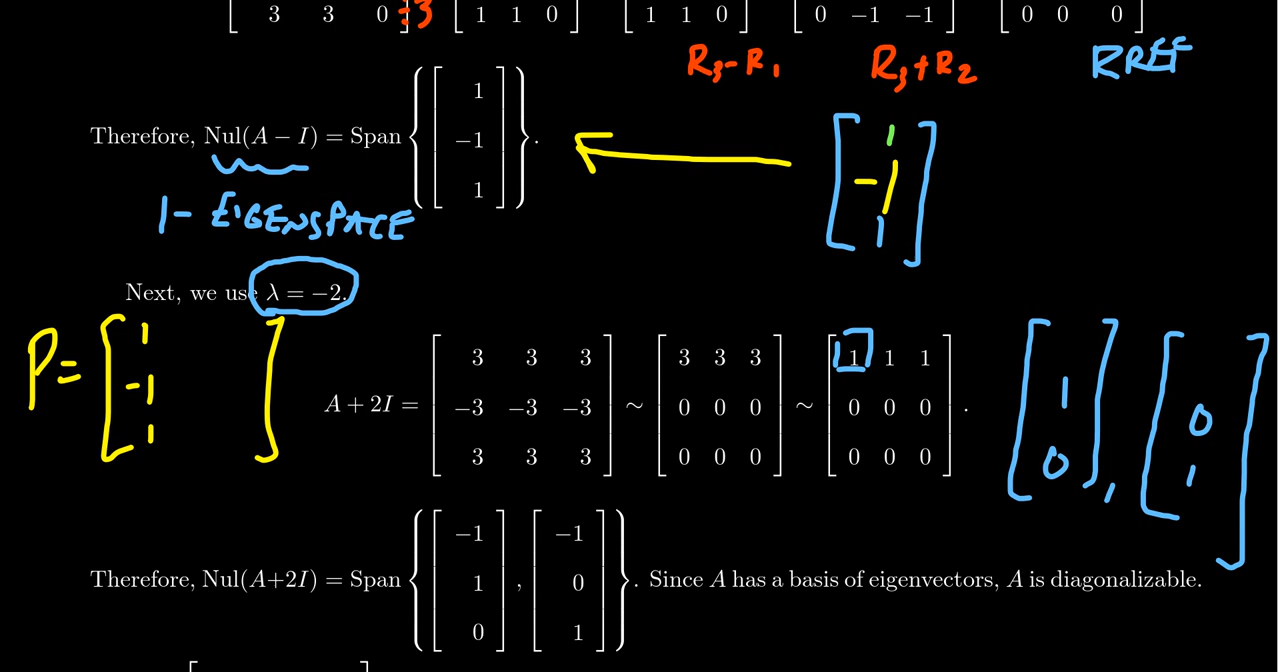 3 3 0 ÷3 1 1 0 1 1 0 0 −1 −1 0 0 0
R3−R1 R3+R2 RREF
1
Therefore, Nul(A − I) = Span { −1 }.
1
1
−1
1
1− EIGENSPACE
Next, we use λ = −2.
P= 1
−1
1
3 3 3 3 3 3 1 1 1
A + 2I = −3 −3 −3 ∼ 0 0 0 ∼ 0 0 0 .
3 3 3 0 0 0 0 0 0
1 0
0 , 1
−1 −1
Therefore, Nul(A+2I) = Span { 1 , 0 }. Since A has a basis of eigenvectors, A is diagonalizable.
0 1